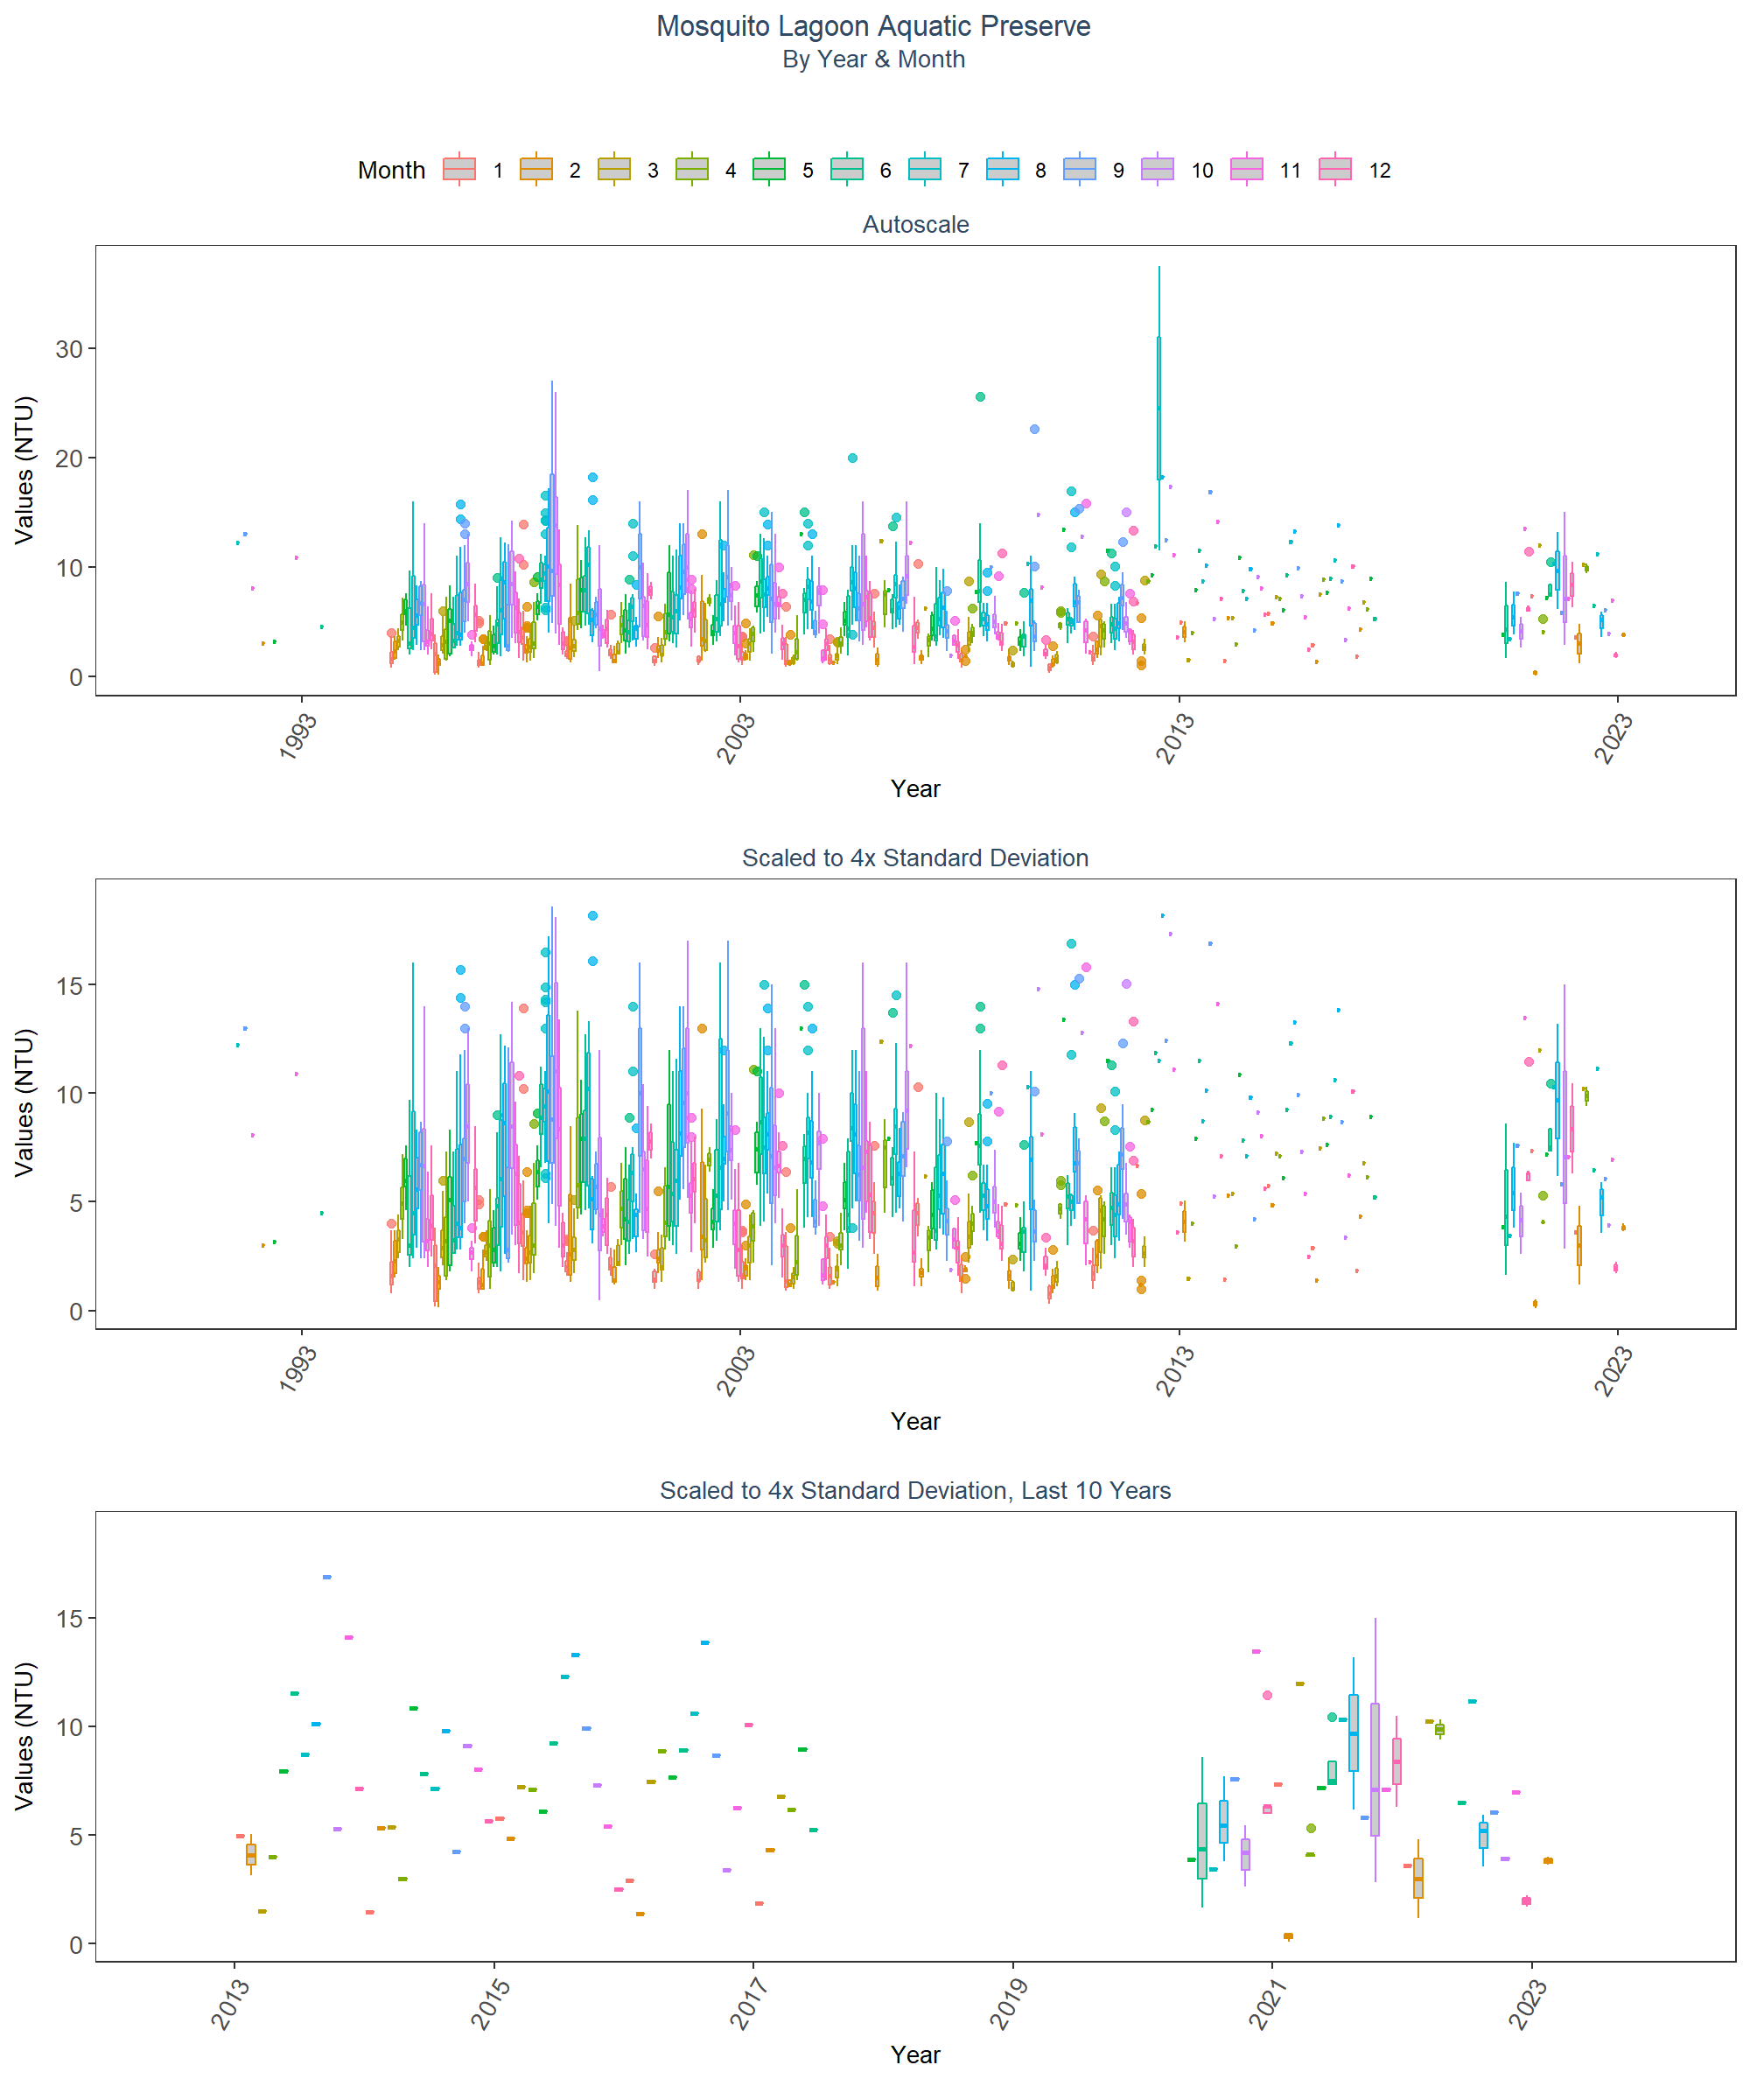 Mosquito Lagoon Aquatic Preserve
By Year & Month
Month 1 2 3 4 5 6 7 8 9 10 11 12
Autoscale
Values (NTU)
30
20
10
0
1993 2003 2013 2023
Year
Scaled to 4x Standard Deviation
Values (NTU)
15
10
5
0
1993 2003 2013 2023
Year
Scaled to 4x Standard Deviation, Last 10 Years
Values (NTU)
15
10
5
0
2013 2015 2017 2019 2021 2023
Year